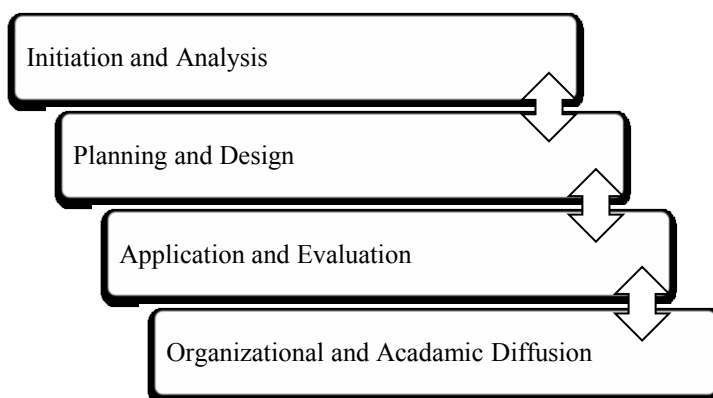 Initiation and Analysis
Planning and Design
Application and Evaluation
Organizational and Acadamic Diffusion